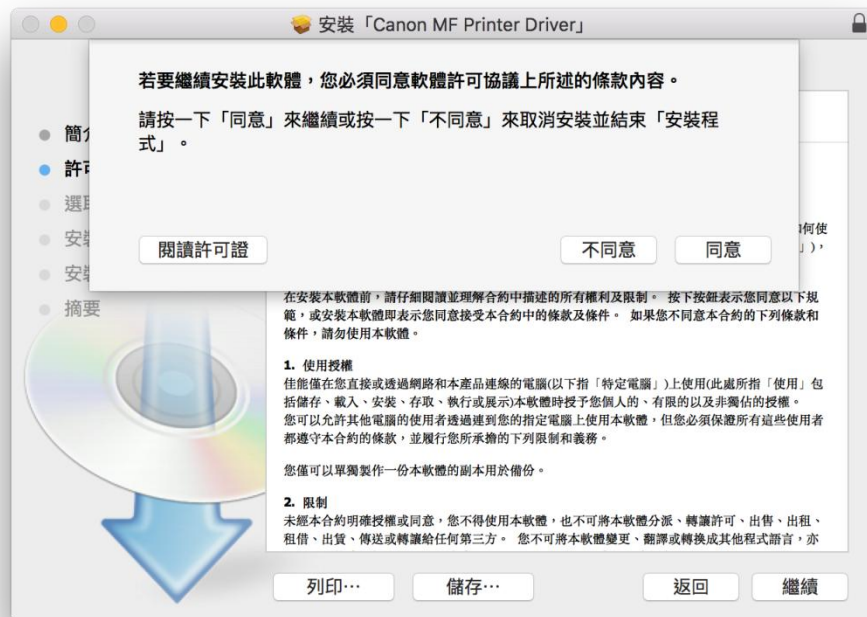 安裝「Canon MF Printer Driver」
若要繼續安裝此軟體，您必須同意軟體許可協議上所述的條款內容。
請按一下「同意」來繼續或按一下「不同意」來取消安裝並結束「安裝程
式」。
閱讀許可證
不同意
同意
簡
許
選
安
安
摘要
何使
」)，
在安裝本軟體前，請仔細閱讀並理解合約中描述的所有權利及限制。 按下按鈕表示您同意以下規
範，或安裝本軟體即表示您同意接受本合約中的條款及條件。 如果您不同意本合約的下列條款和
條件，請勿使用本軟體。
1. 使用授權
佳能僅在您直接或透過網路和本產品連線的電腦(以下指「特定電腦」)上使用(此處所指「使用」包
括儲存、載入、安裝、存取、執行或展示)本軟體時授予您個人的、有限的以及非獨佔的授權。
您可以允許其他電腦的使用者透過連到您的指定電腦上使用本軟體，但您必須保證所有這些使用者
都遵守本合約的條款，並履行您所承擔的下列限制和義務。
您僅可以單獨製作一份本軟體的副本用於備份。
2. 限制
未經本合約明確授權或同意，您不得使用本軟體，也不可將本軟體分派、轉讓許可、出售、出租、
租借、出賃、傳送或轉讓給任何第三方。 您不可將本軟體變更、翻譯或轉換成其他程式語言，亦
列印⋯
儲存⋯
返回
繼續